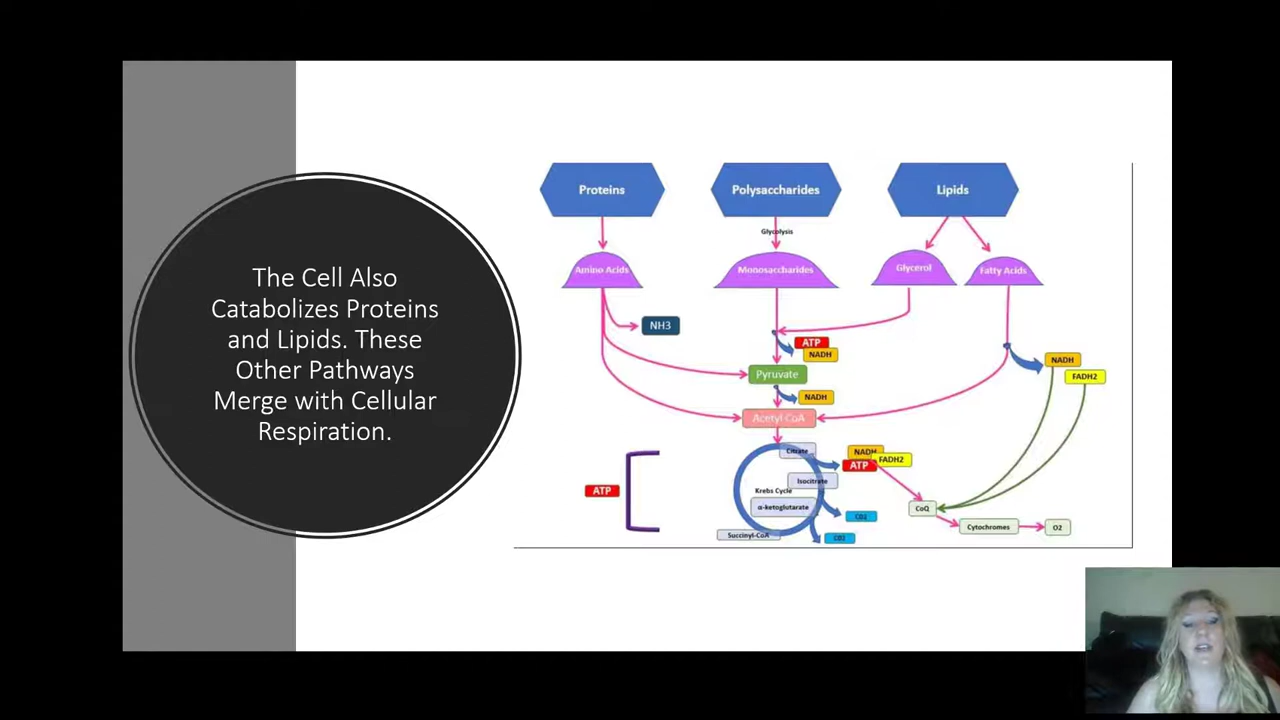 The Cell Also
Catabolizes Proteins
and Lipids. These
Other Pathways
Merge with Cellular
Respiration.
Proteins
Polysaccharides
Lipids
Glycolysis
Amino Acids
Monosaccharides
Glycerol
Fatty Acids
NH3
ATP
NADH
NADH
FADH2
Pyruvate
NADH
Acetyl CoA
Citrate
NADH
FADH2
ATP
Isocitrate
Krebs Cycle
ATP
α-ketoglutarate
CO2
CoQ
Cytochromes
O2
Succinyl-CoA
CO2